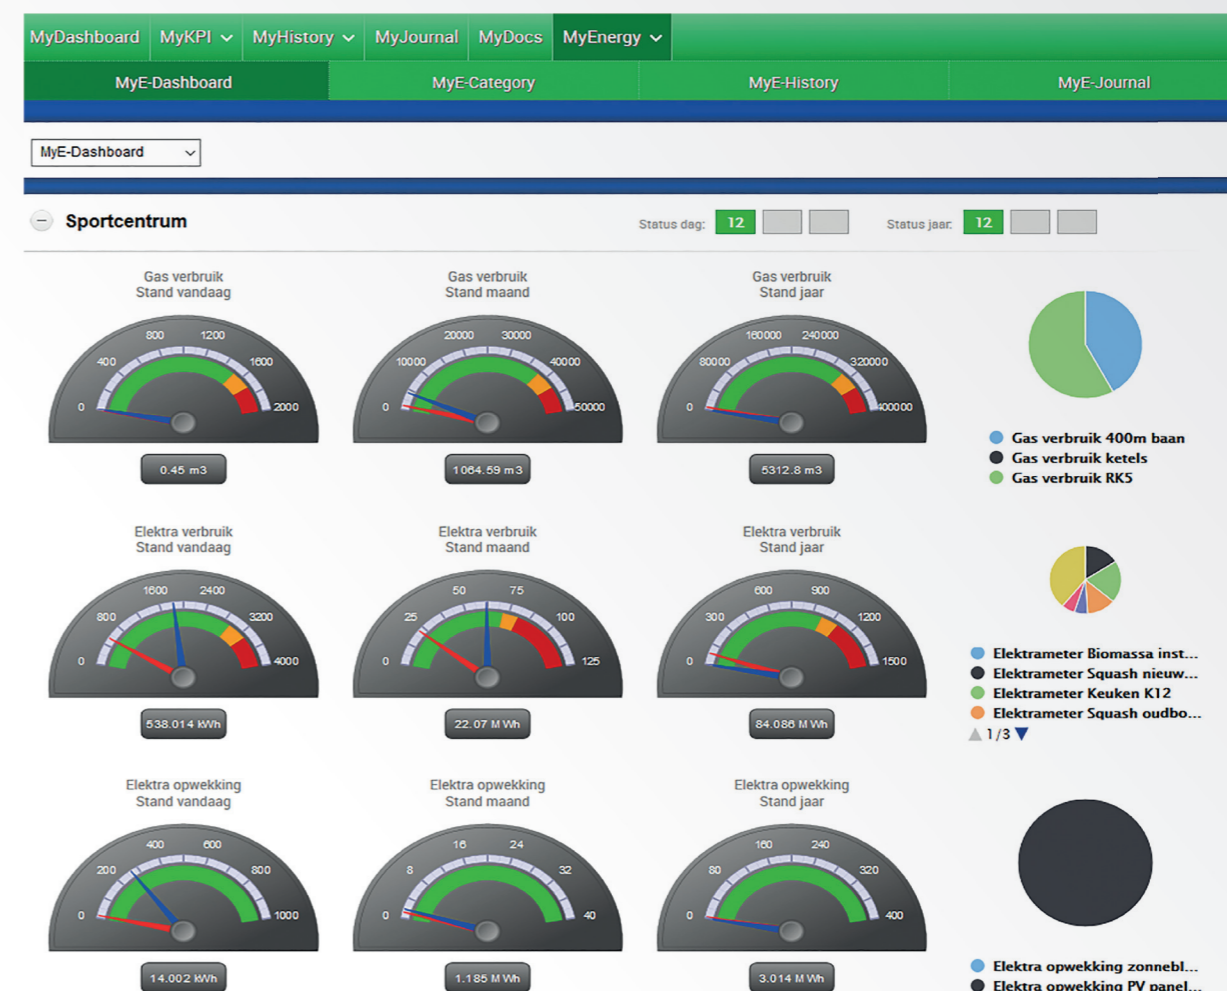 MyDashboard MyKPI MyHistory MyJournal MyDocs MyEnergy
MyE-Dashboard MyE-Category MyE-History MyE-Journal
MyE-Dashboard
Sportcentrum Status dag: 12 Status jaar: 12
Gas verbruik
Stand vandaag
0 400 800 1200 1600 2000
0.45 m3
Gas verbruik
Stand maand
0 10000 20000 30000 40000 50000
1064.59 m3
Gas verbruik
Stand jaar
0 80000 160000 240000 320000 400000
5312.8 m3
Gas verbruik 400m baan
Gas verbruik ketels
Gas verbruik RK5
Elektra verbruik
Stand vandaag
0 800 1600 2400 3200 4000
538.014 kWh
Elektra verbruik
Stand maand
0 25 50 75 100 125
22.07 M Wh
Elektra verbruik
Stand jaar
0 300 600 900 1200 1500
84.086 M Wh
Elektrameter Biomassa inst...
Elektrameter Squash nieuw...
Elektrameter Keuken K12
Elektrameter Squash oudbo...
1/3
Elektra opwekking
Stand vandaag
0 200 400 600 800 1000
14.002 kWh
Elektra opwekking
Stand maand
0 8 16 24 32 40
1.185 M Wh
Elektra opwekking
Stand jaar
0 80 160 240 320 400
3.014 M Wh
Elektra opwekking zonnebl...
Elektra opwekking PV panel...